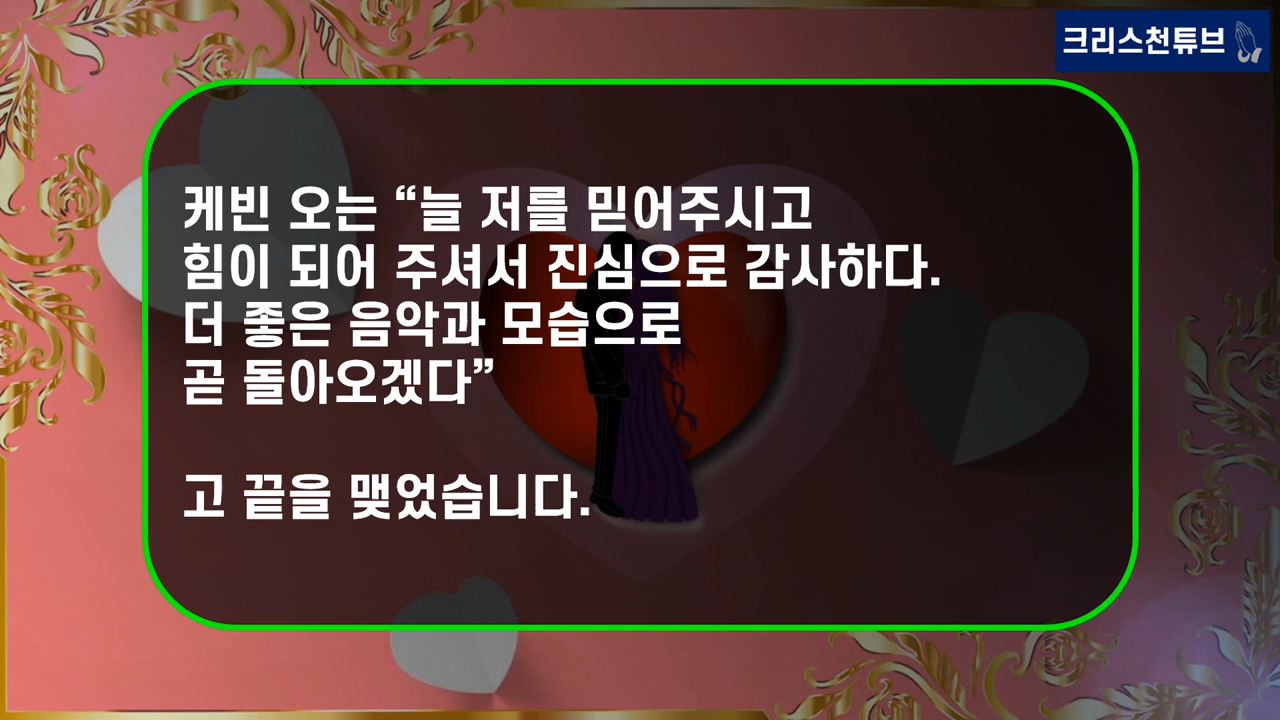 크리스천튜브
케빈 오는 “늘 저를 믿어주시고
힘이 되어 주셔서 진심으로 감사하다.
더 좋은 음악과 모습으로
곧 돌아오겠다”
고 끝을 맺었습니다.